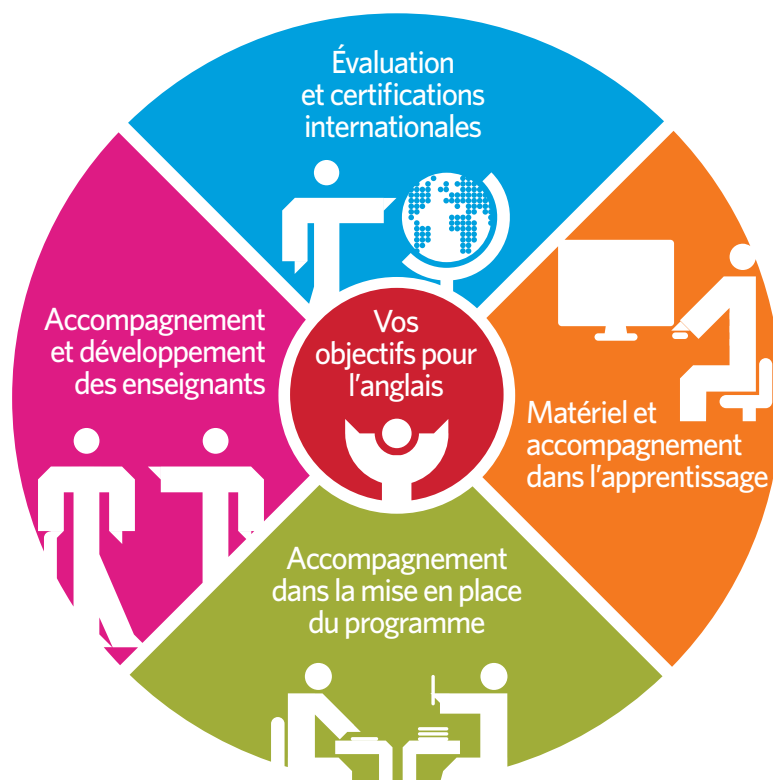 Évaluation
et certifications
internationales
Accompagnement
et développement
des enseignants
Vos
objectifs pour
l'anglais
Matériel et
accompagnement
dans l'apprentissage
Accompagnement
dans la mise en place
du programme